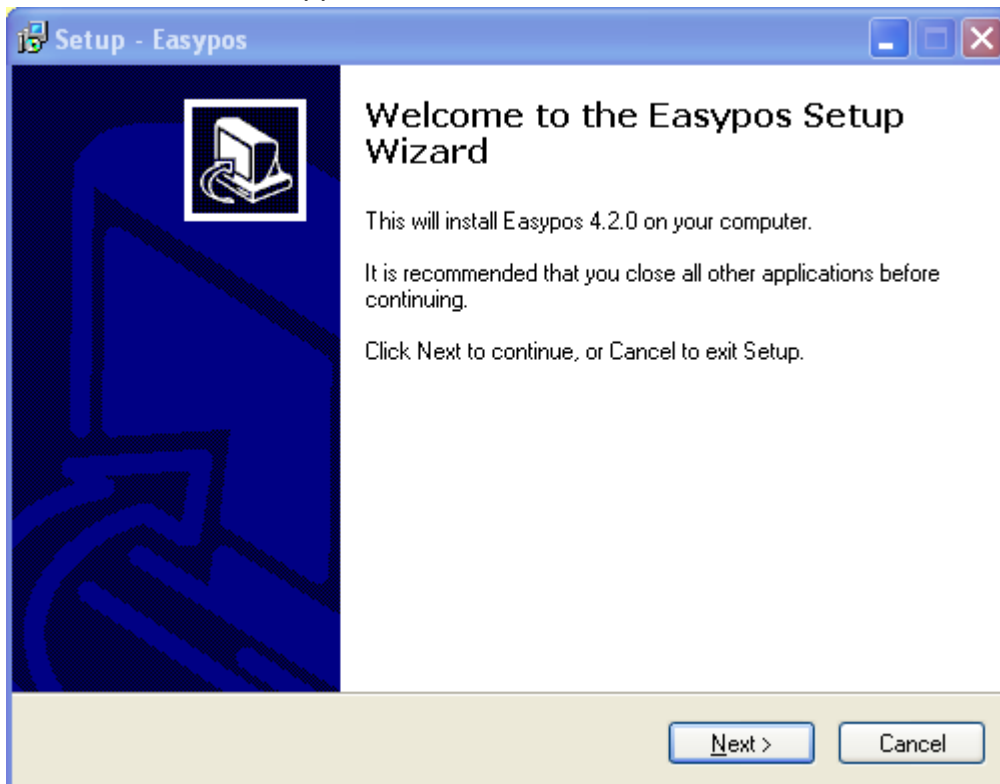 Setup - Easypos
Welcome to the Easypos Setup
Wizard
This will install Easypos 4.2.0 on your computer.
It is recommended that you close all other applications before
continuing.
Click Next to continue, or Cancel to exit Setup.
Next >
Cancel